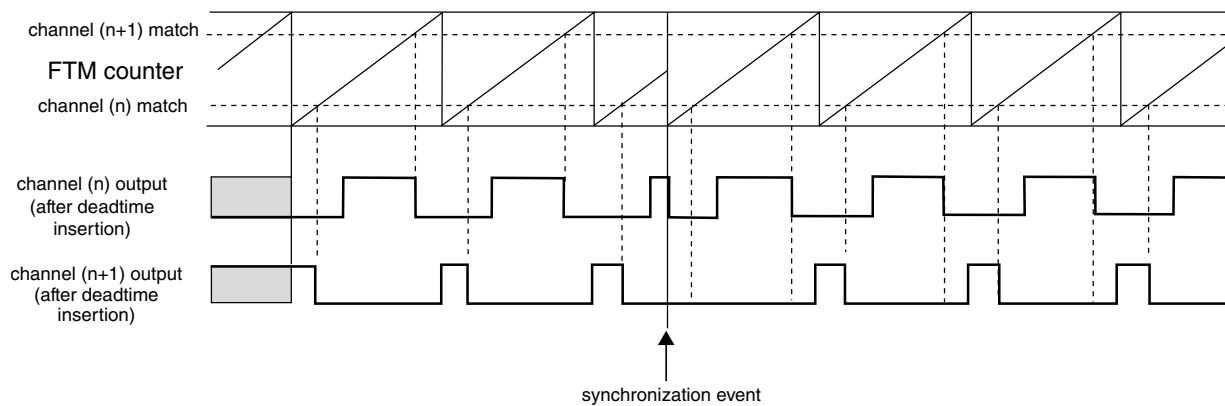 channel (n+1) match
FTM counter
channel (n) match
channel (n) output
(after deadtime
insertion)
channel (n+1) output
(after deadtime
insertion)
synchronization event